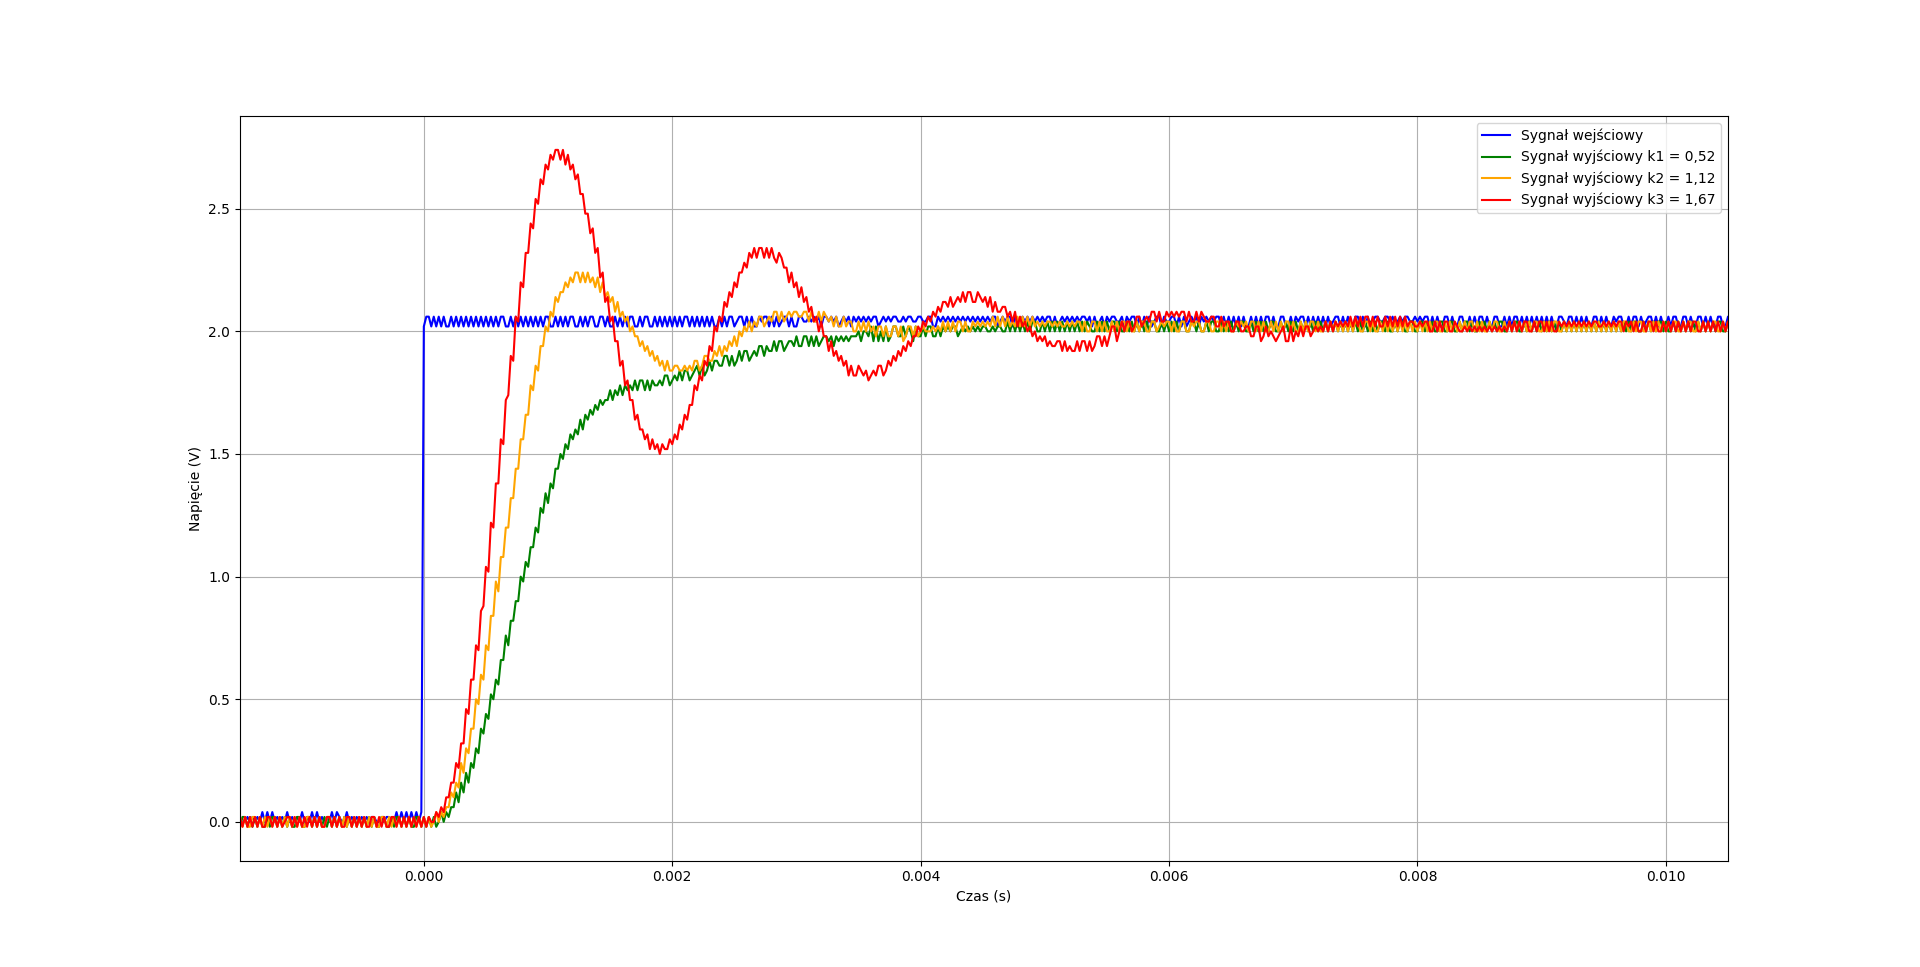 Sygnał wejściowy
Sygnał wyjściowy k1 = 0,52
Sygnał wyjściowy k2 = 1,12
Sygnał wyjściowy k3 = 1,67
2.5
2.0
1.5
1.0
0.5
0.0
Napięcie (V)
0.000 0.002 0.004 0.006 0.008 0.010
Czas (s)